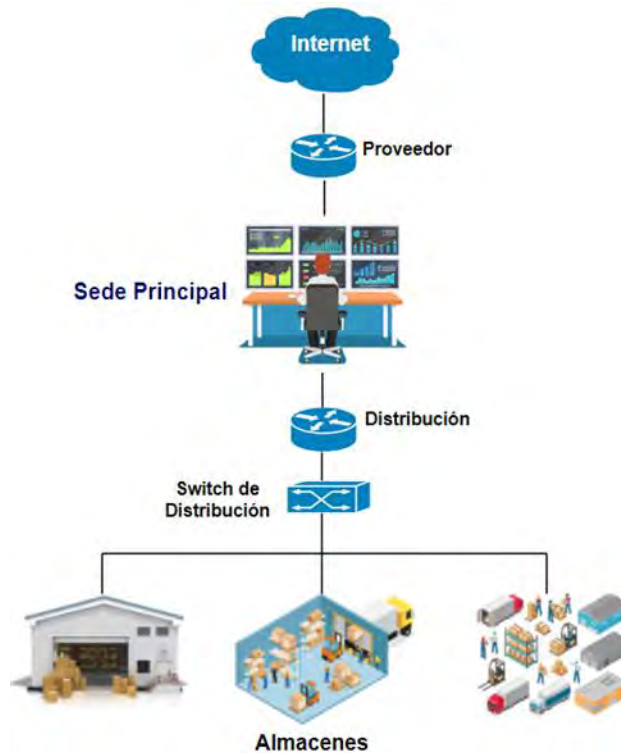 Internet
Proveedor
Sede Principal
Distribución
Switch de
Distribución
Almacenes